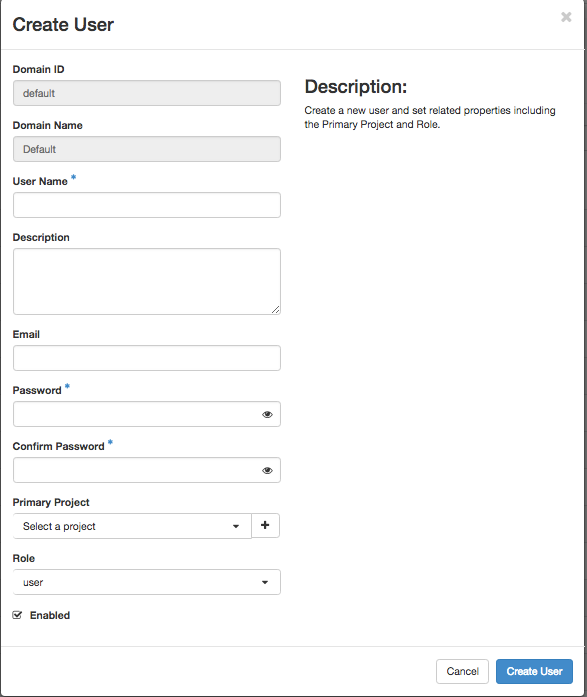 Create User
×
Domain ID
default
Domain Name
Default
User Name *
Description
Email
Password *
Confirm Password *
Primary Project
Select a project
+
Role
user
Enabled
Description:
Create a new user and set related properties including
the Primary Project and Role.
Cancel
Create User